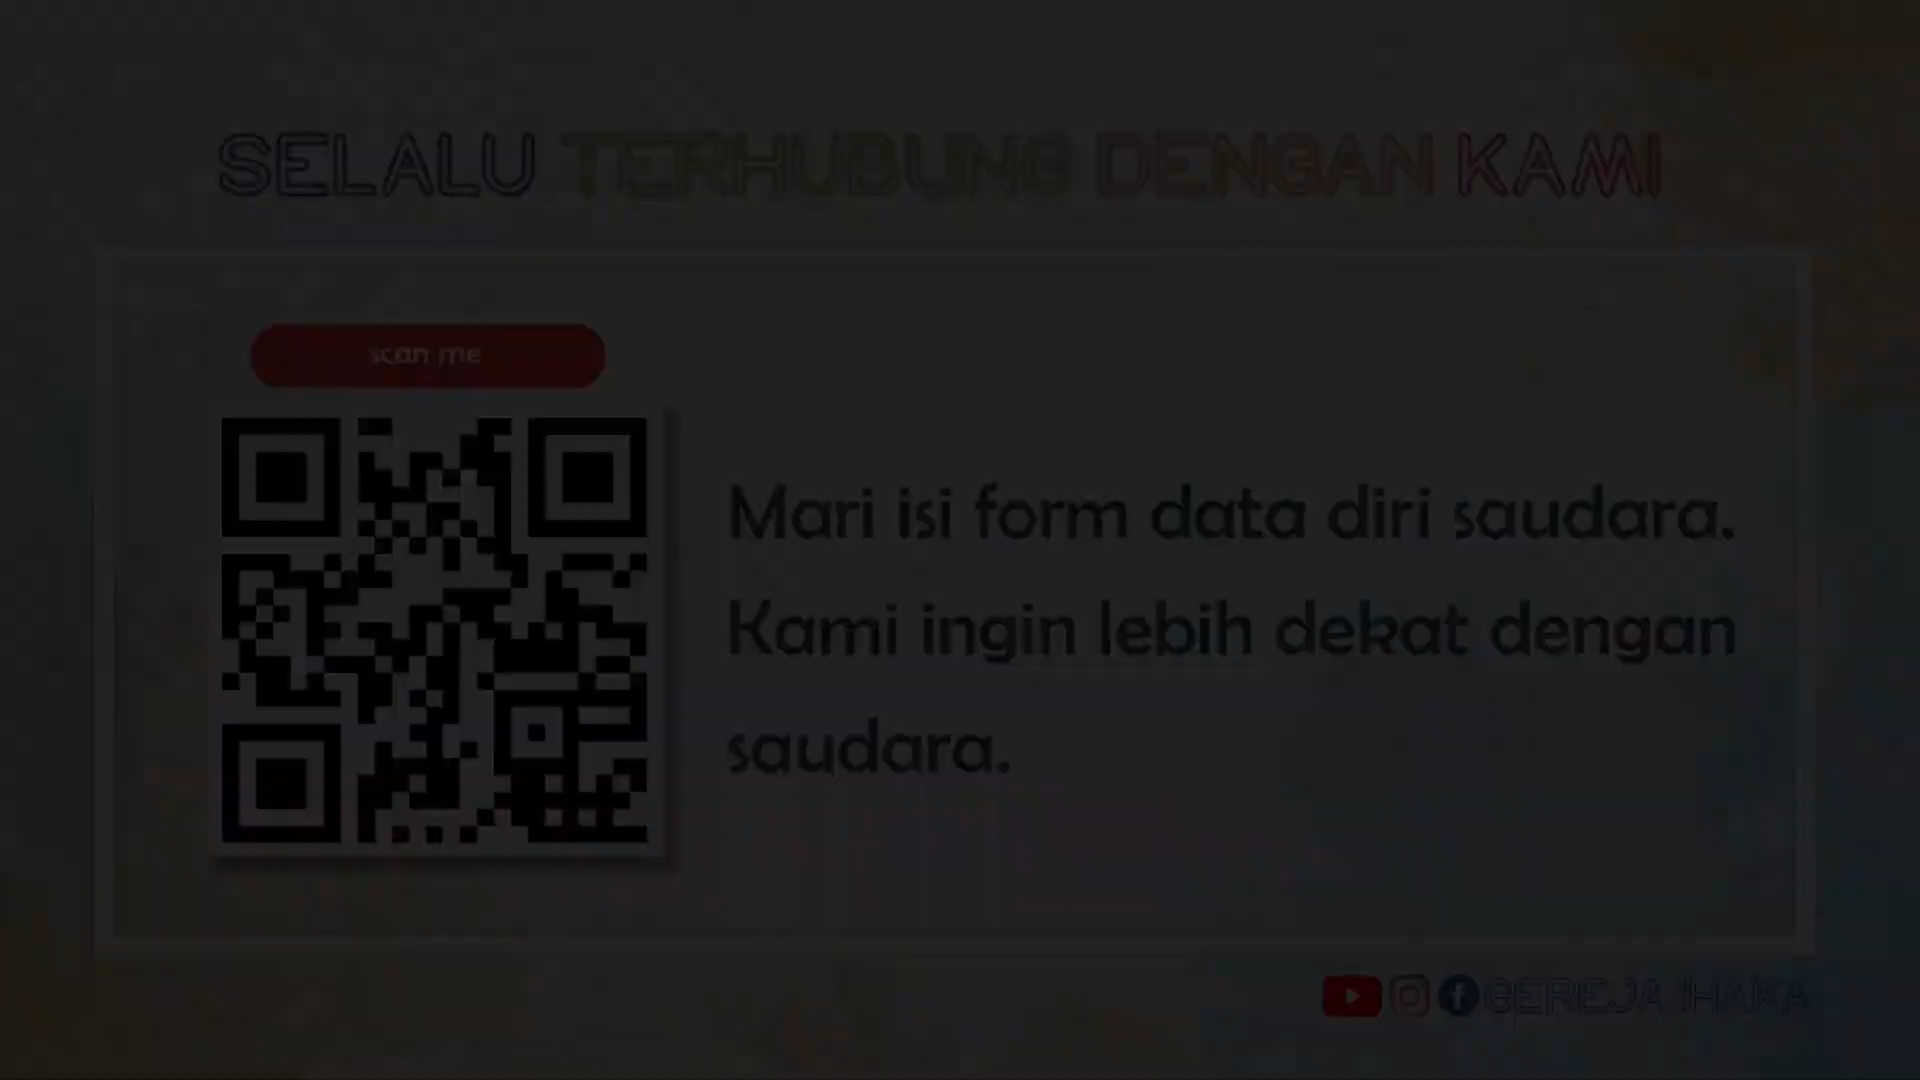 SELALU TERHUBUNG DENGAN KAMI
scan me
Mari isi form data diri saudara.
Kami ingin lebih dekat dengan
saudara.
GEREJA IHAKA